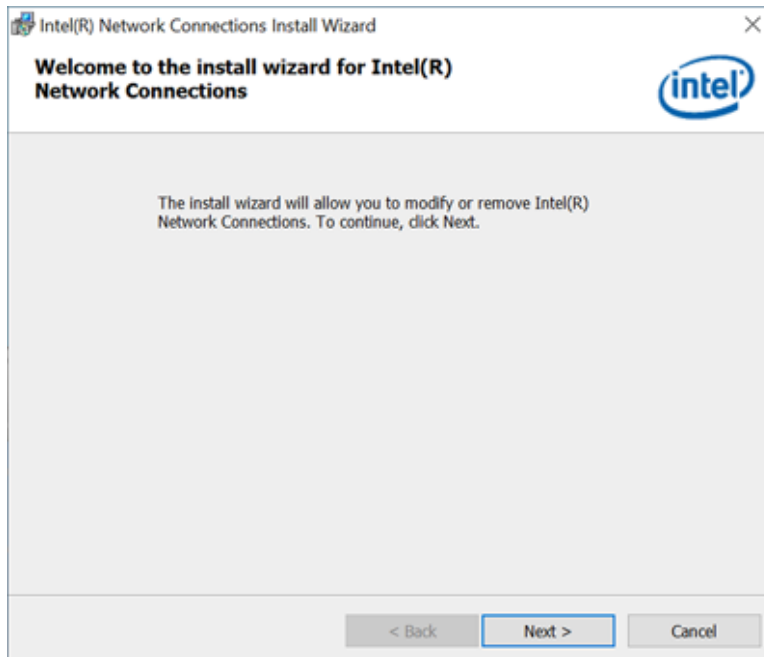 Intel(R) Network Connections Install Wizard
Welcome to the install wizard for Intel(R)
Network Connections
intel
The install wizard will allow you to modify or remove Intel(R)
Network Connections. To continue, click Next.
< Back
Next >
Cancel